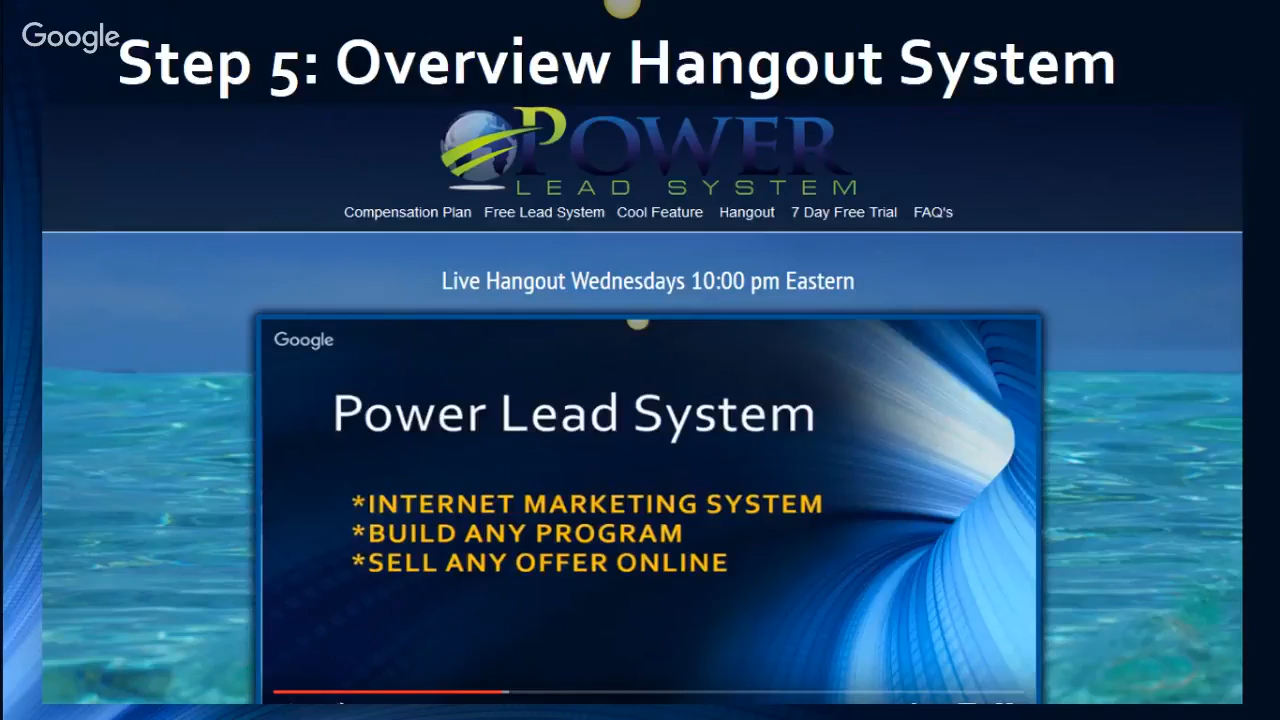 Google
Step 5: Overview Hangout System
POWER
LEAD SYSTEM
Compensation Plan Free Lead System Cool Feature Hangout 7 Day Free Trial FAQ's
Live Hangout Wednesdays 10:00 pm Eastern
Google
Power Lead System
*INTERNET MARKETING SYSTEM
*BUILD ANY PROGRAM
*SELL ANY OFFER ONLINE